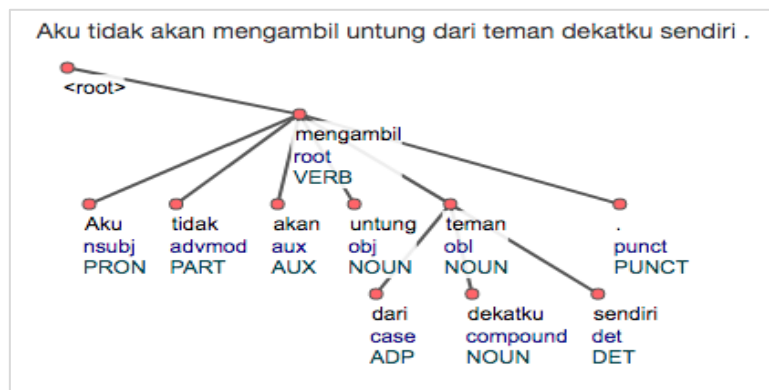 Aku tidak akan mengambil untung dari teman dekatku sendiri .
<root>
mengambil
root
VERB
Aku tidak akan untung teman .
nsubj advmod aux obj obl punct
PRON PART AUX NOUN NOUN PUNCT
dari dekatku sendiri
case compound det
ADP NOUN DET